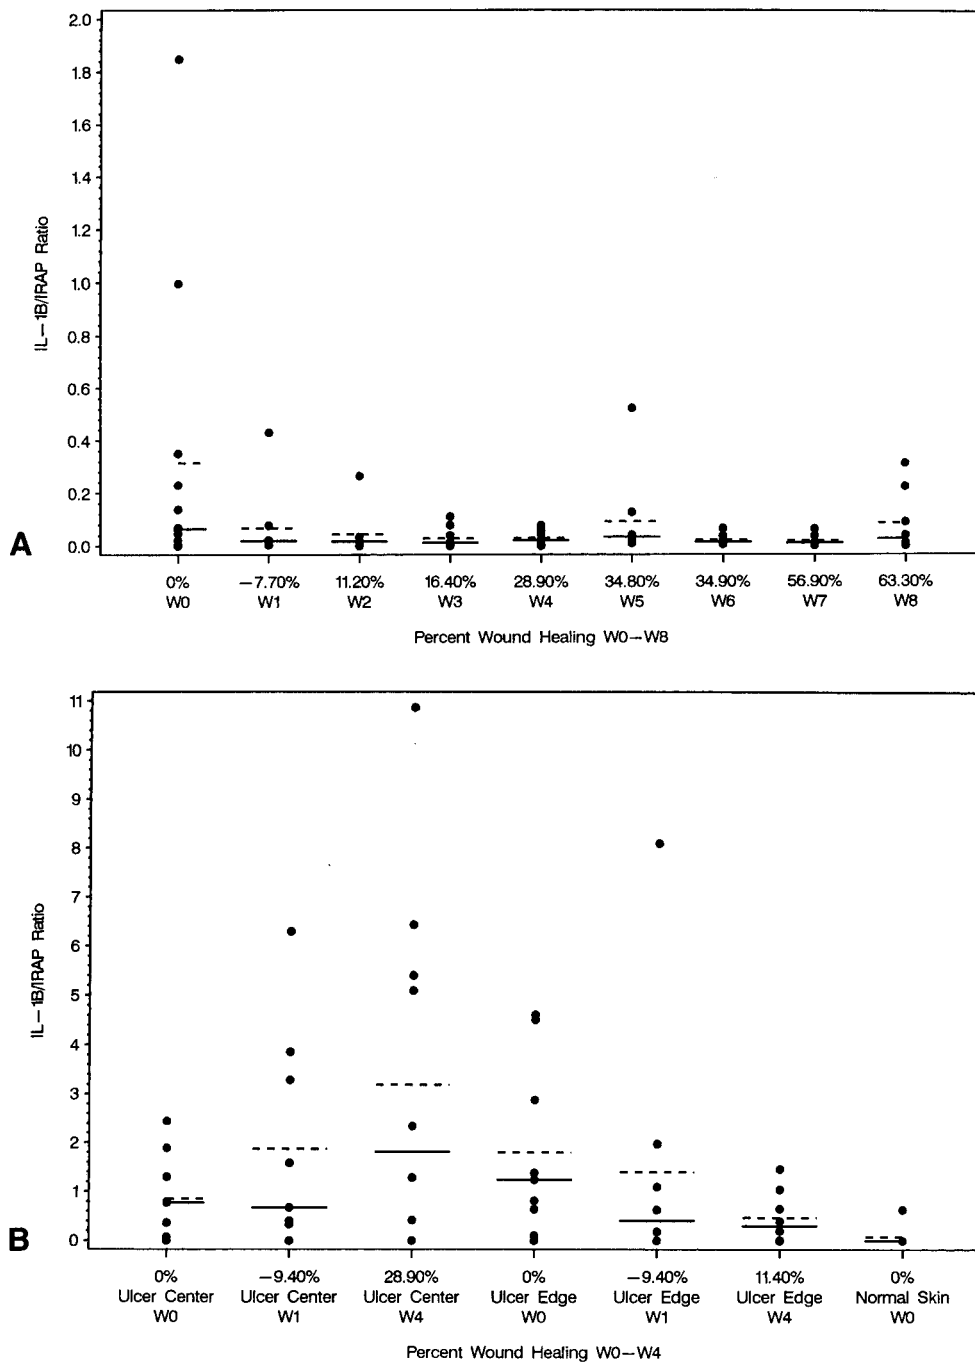 A
2.0
1.8
1.6
1.4
1.2
1.0
0.8
0.6
0.4
0.2
0.0
IL—1B/IRAP Ratio
0% —7.70% 11.20% 16.40% 28.90% 34.80% 34.90% 56.90% 63.30%
W0 W1 W2 W3 W4 W5 W6 W7 W8
Percent Wound Healing W0—W8
B
11
10
9
8
7
6
5
4
3
2
1
0
IL—1B/IRAP Ratio
0% —9.40% 28.90% 0% —9.40% 11.40% 0%
Ulcer Center Ulcer Center Ulcer Center Ulcer Edge Ulcer Edge Ulcer Edge Normal Skin
W0 W1 W4 W0 W1 W4 W0
Percent Wound Healing W0—W4